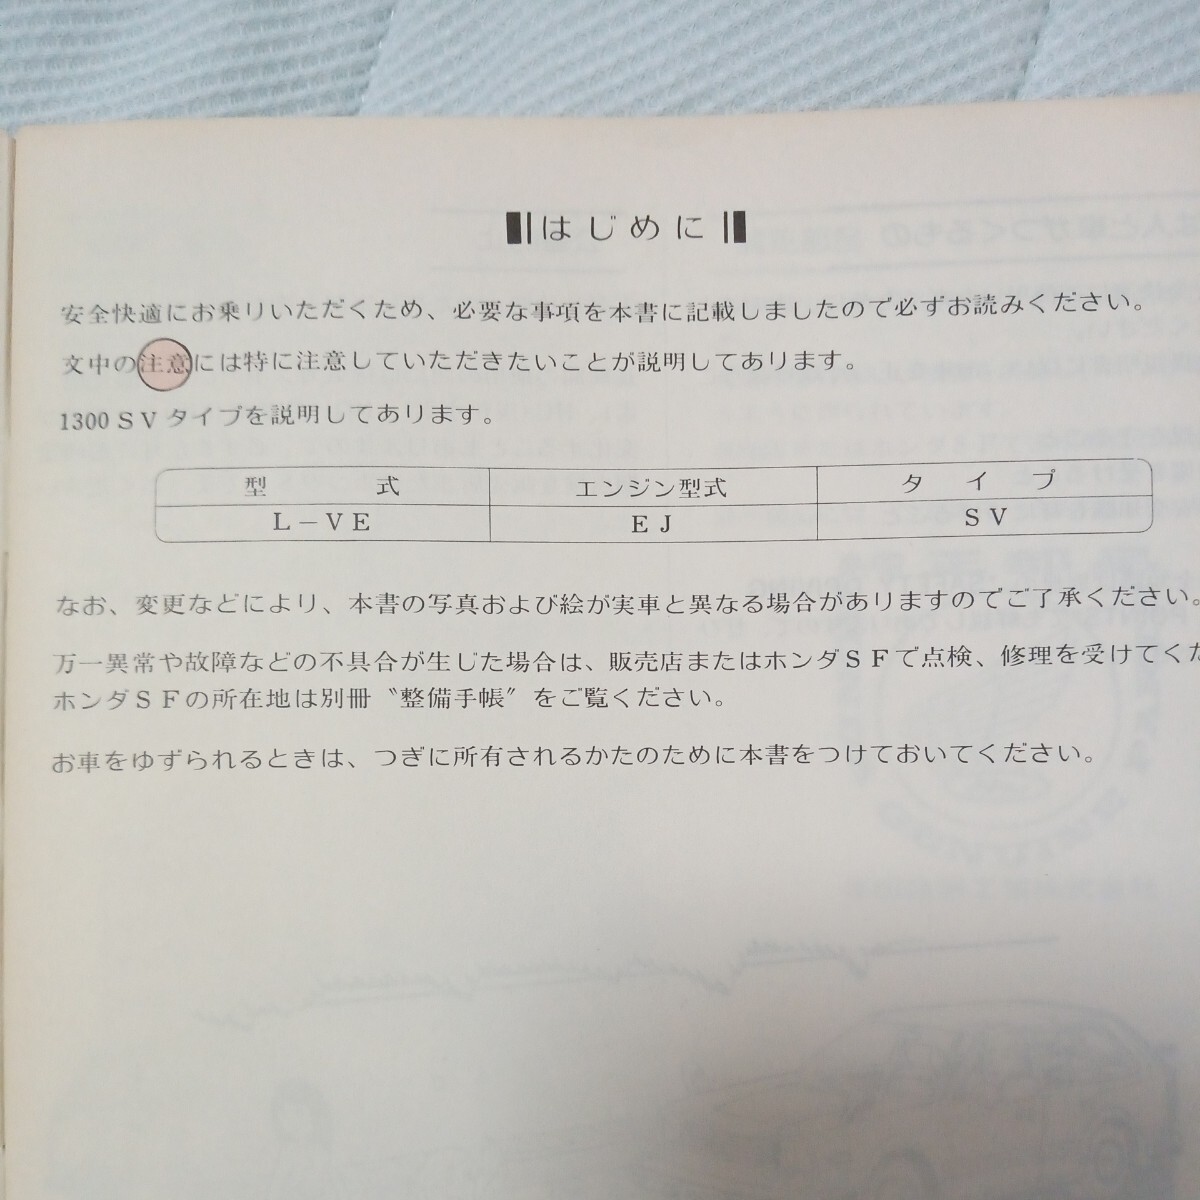 はじめに
安全快適にお乗りいただくため、必要な事項を本書に記載しましたので必ずお読みください。
文中の注意には特に注意していただきたいことが説明してあります。
1300 SVタイプを説明してあります。
型 式 エンジン型式 タイプ
L－VE EJ SV
なお、変更などにより、本書の写真および絵が実車と異なる場合がありますのでご了承ください。
万一異常や故障などの不具合が生じた場合は、販売店またはホンダSFで点検、修理を受けてくだ
ホンダSFの所在地は別冊〝整備手帳〞をご覧ください。
お車をゆずられるときは、つぎに所有されるかたのために本書をつけておいてください。